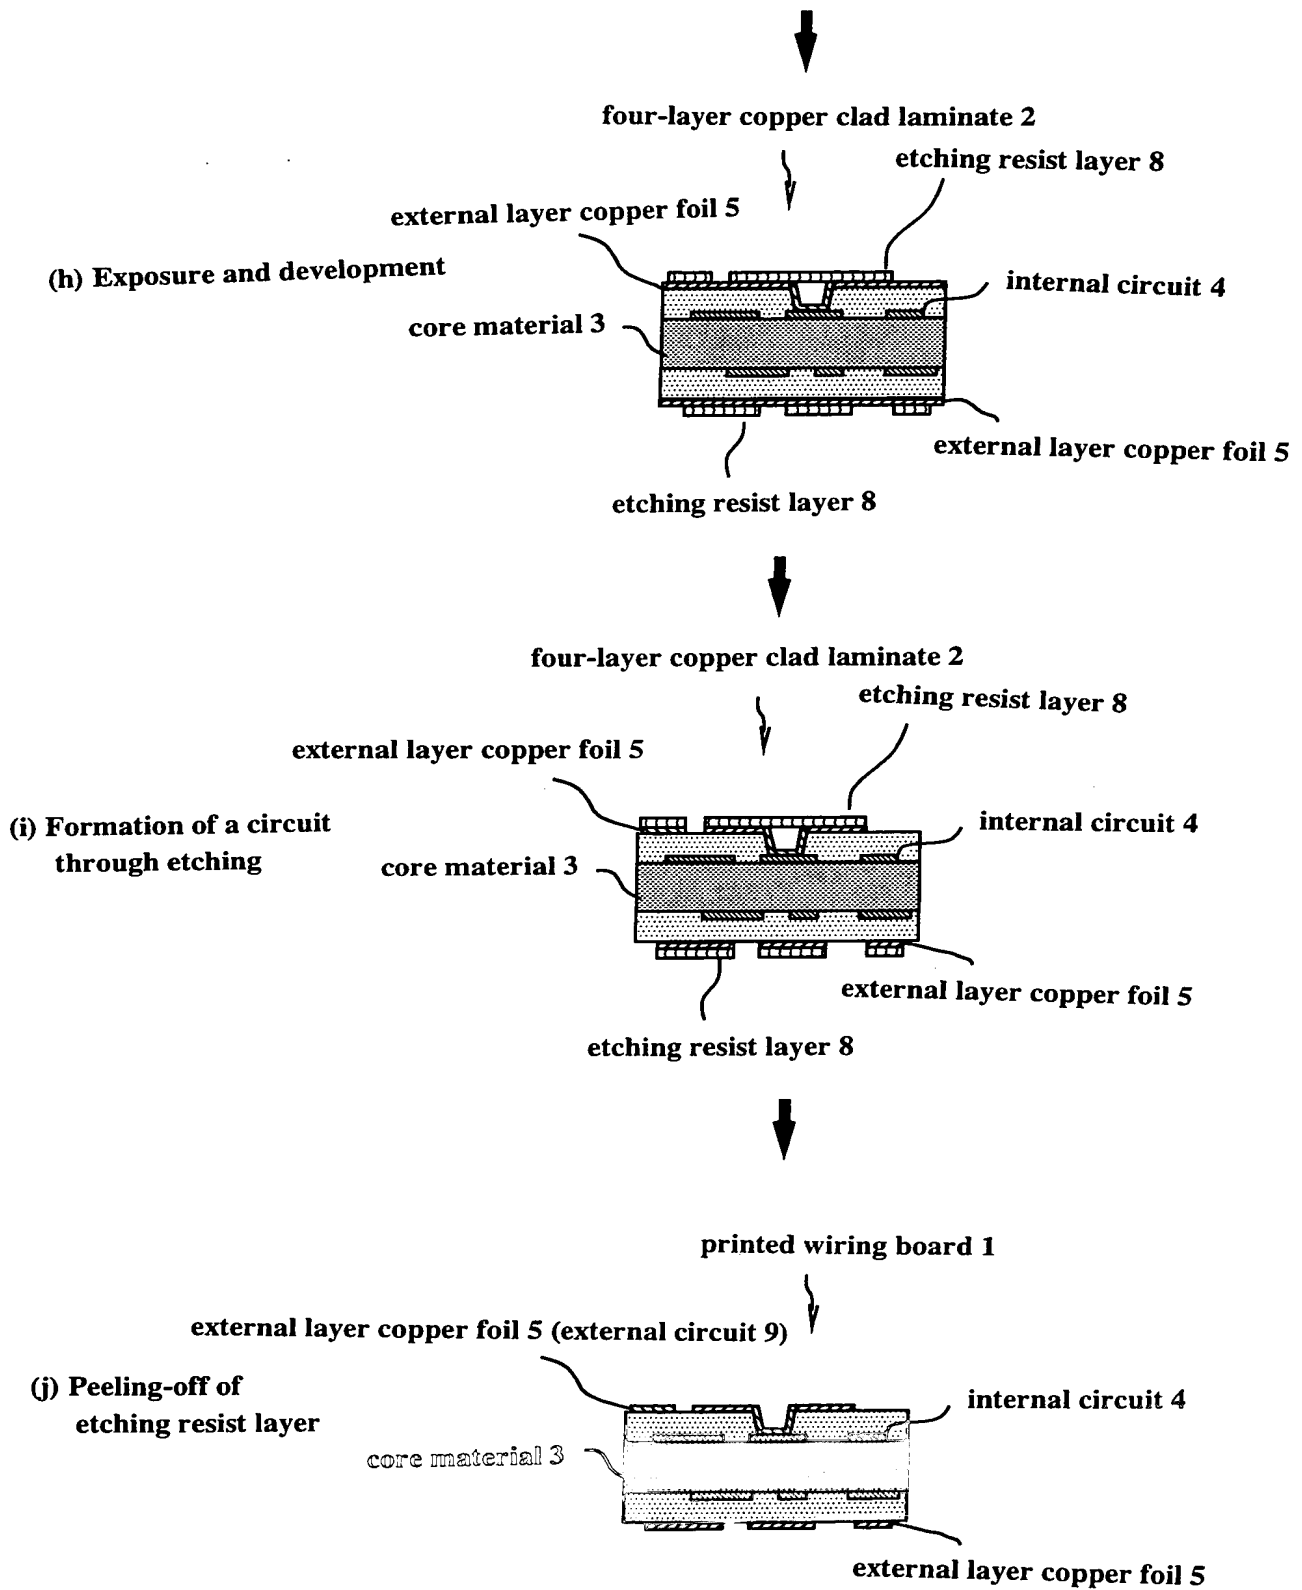 four-layer copper clad laminate 2
etching resist layer 8
external layer copper foil 5
(h) Exposure and development
internal circuit 4
core material 3
external layer copper foil 5
etching resist layer 8
four-layer copper clad laminate 2
etching resist layer 8
external layer copper foil 5
(i) Formation of a circuit
through etching
internal circuit 4
core material 3
external layer copper foil 5
etching resist layer 8
printed wiring board 1
external layer copper foil 5 (external circuit 9)
(j) Peeling-off of
etching resist layer
internal circuit 4
core material 3
external layer copper foil 5